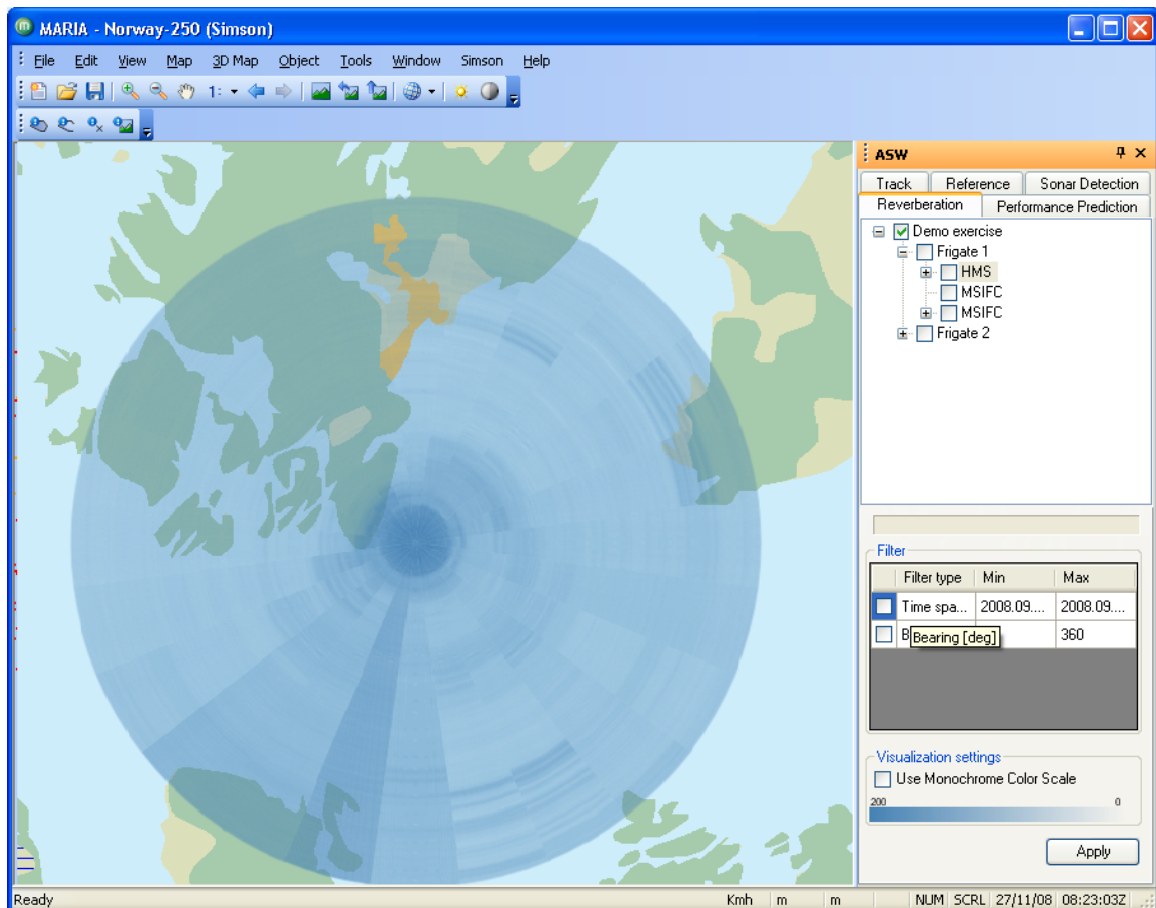 MARIA - Norway-250 (Simson)
File Edit View Map 3D Map Object Tools Window Simson Help
1:
ASW
Track Reference Sonar Detection
Reverberation Performance Prediction
Demo exercise
Frigate 1
HMS
MSIFC
MSIFC
Frigate 2
Filter
Filter type Min Max
Time spa... 2008.09.... 2008.09....
B Bearing [deg] 360
Visualization settings
Use Monochrome Color Scale
200 0
Apply
Ready Kmh m m NUM SCRL 27/11/08 08:23:03Z